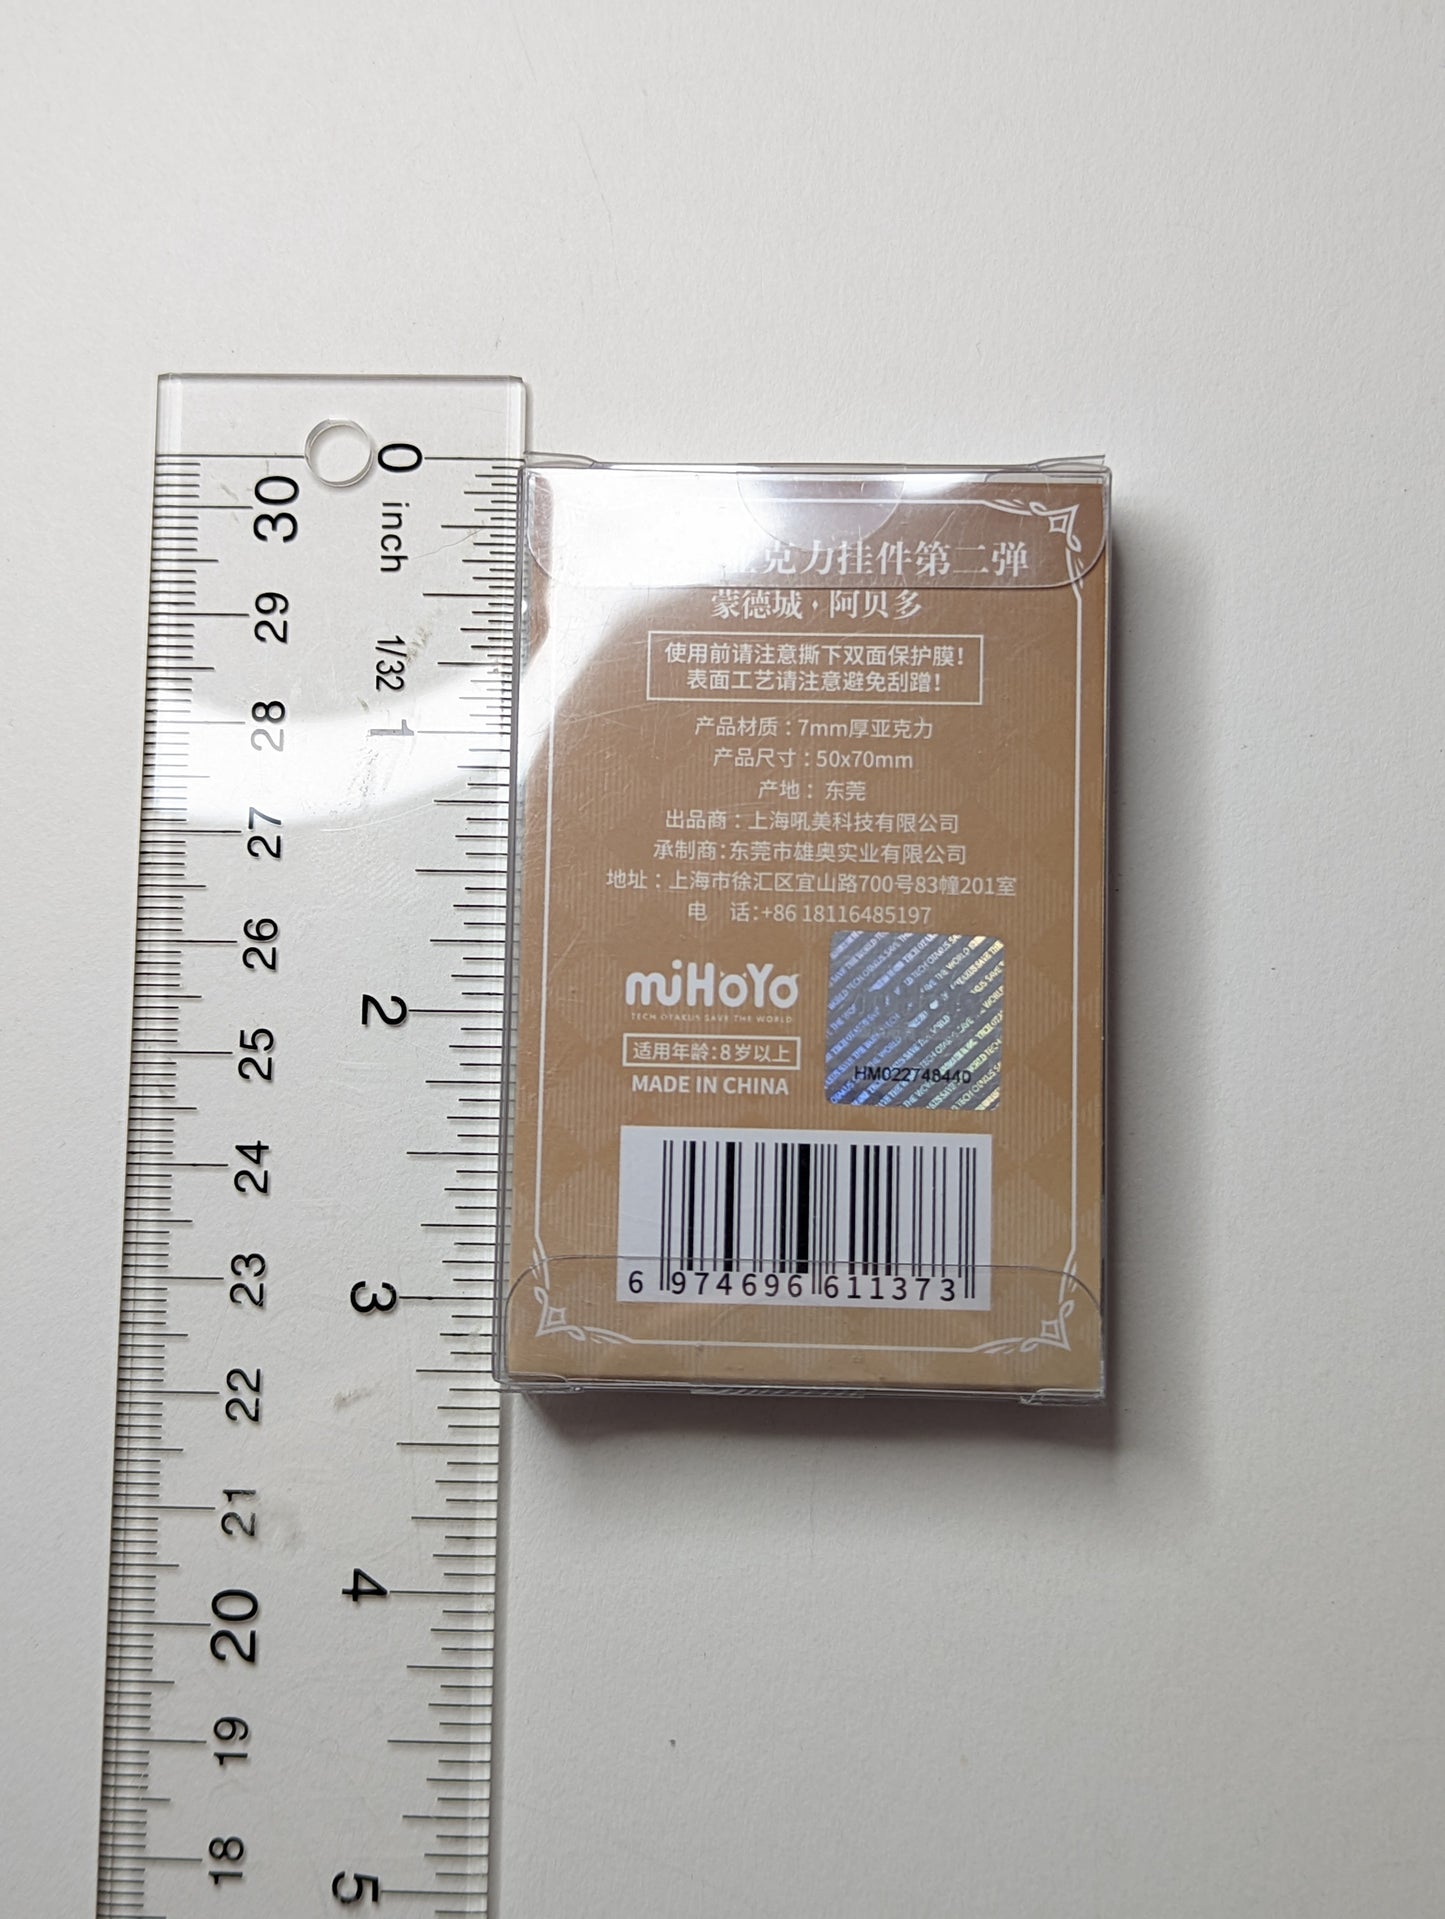 0
inch
1/32
1
2
3
4
5
30
29
28
27
26
25
24
23
22
21
20
19
18
克力挂件第二弹
蒙德城·阿贝多
使用前请注意撕下双面保护膜！
表面工艺请注意避免刮蹭！
产品材质：7mm厚亚克力
产品尺寸：50x70mm
产地：东莞
出品商：上海吼美科技有限公司
承制商：东莞市雄奥实业有限公司
地址：上海市徐汇区宜山路700号83幢201室
电 话：+86 18116485197
miHoYo
TECH OTAKUS SAVE THE WORLD
适用年龄：8岁以上
MADE IN CHINA
HM022748440
6 974696 611373